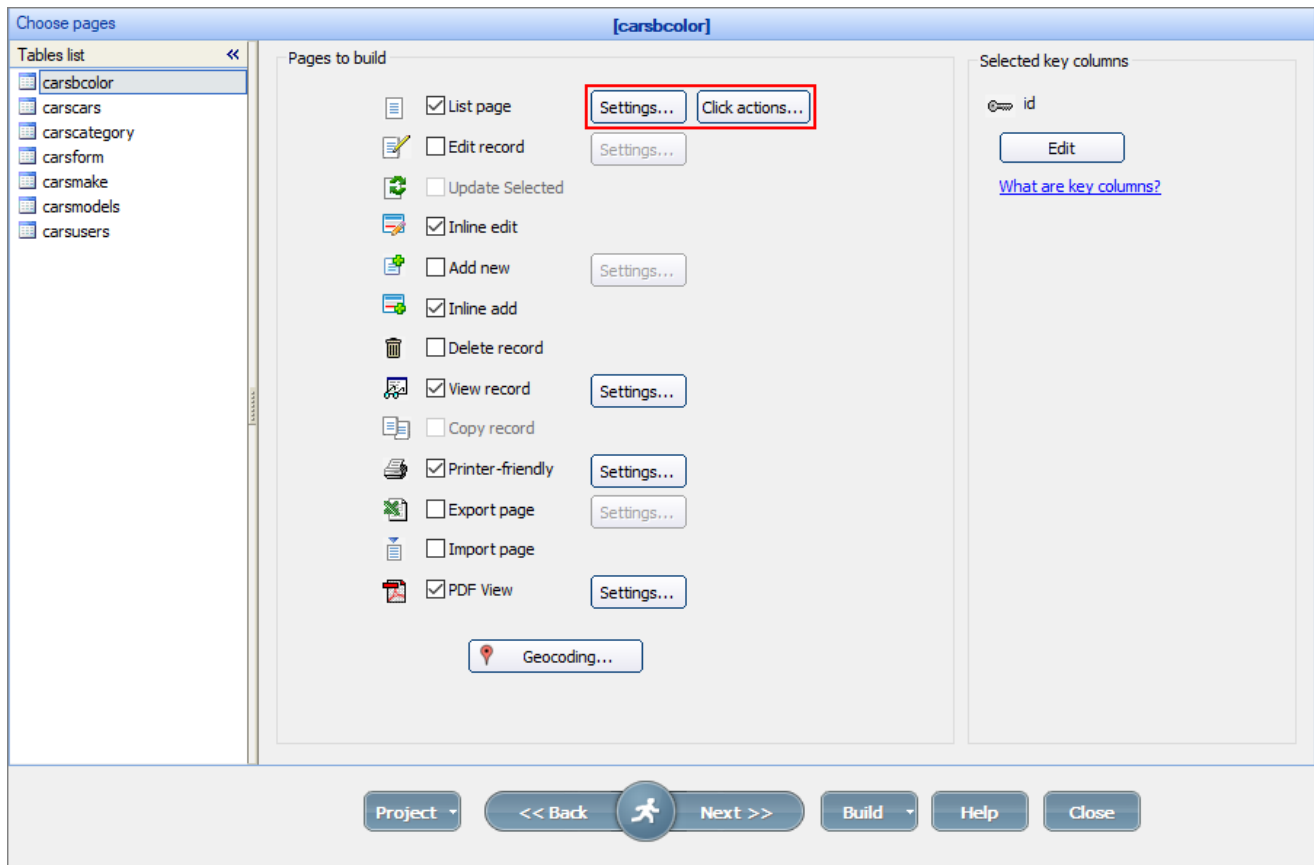 Choose pages
[carsbcolor]
Tables list
«
carsbcolor
carscars
carscategory
carsform
carsmake
carsmodels
carsusers
Pages to build
List page Settings... Click actions...
Edit record Settings...
Update Selected
Inline edit
Add new Settings...
Inline add
Delete record
View record Settings...
Copy record
Printer-friendly Settings...
Export page Settings...
Import page
PDF View Settings...
Geocoding...
Selected key columns
id
Edit
What are key columns?
Project << Back Next >> Build Help Close